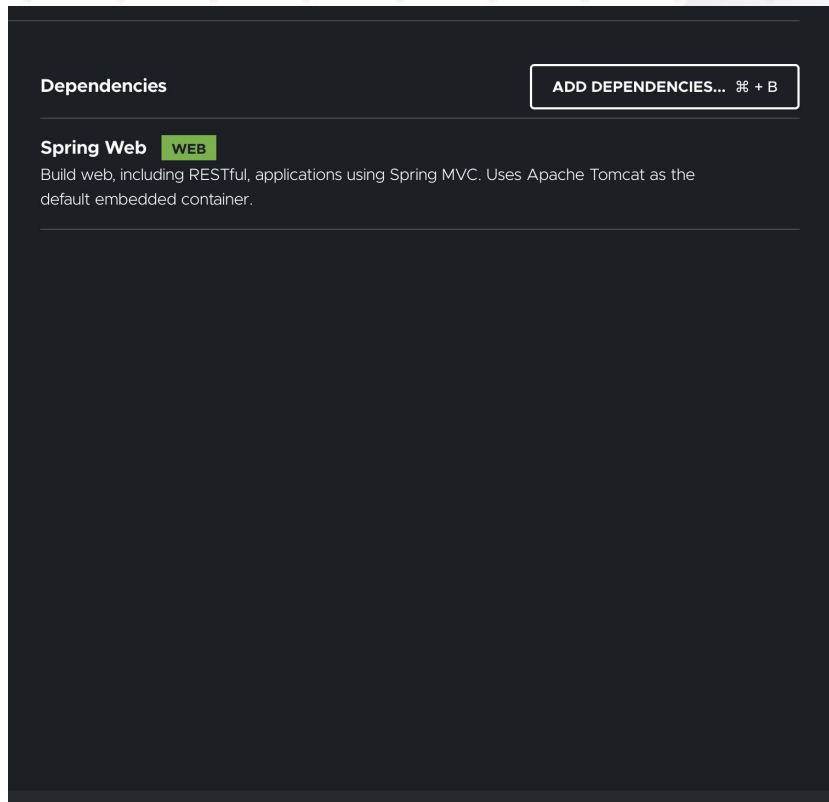 Dependencies
ADD DEPENDENCIES... ⌘ + B
Spring Web WEB
Build web, including RESTful, applications using Spring MVC. Uses Apache Tomcat as the
default embedded container.